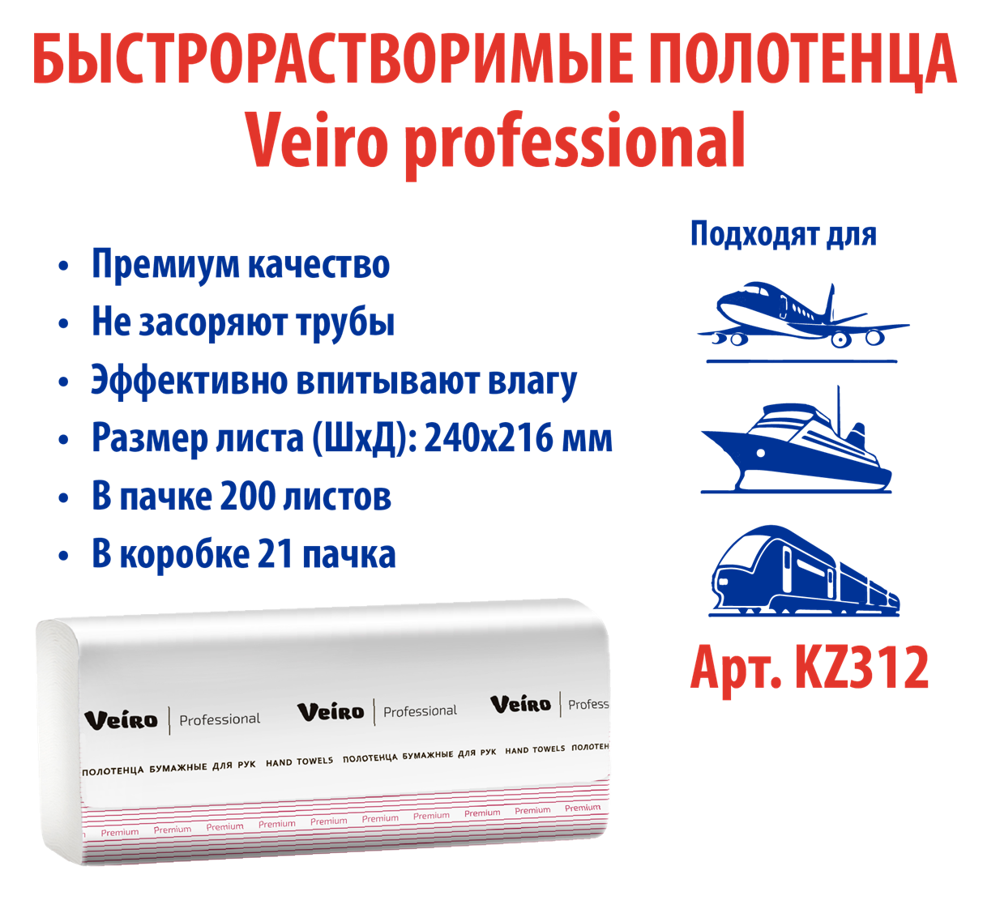 БЫСТРОРАСТВОРИМЫЕ ПОЛОТЕНЦА
Veiro professional
• Премиум качество
• Не засоряют трубы
• Эффективно впитывают влагу
• Размер листа (ШхД): 240х216 мм
• В пачке 200 листов
• В коробке 21 пачка
Подходят для
Арт. KZ312
Veiro | Professional Veiro | Professional Veiro | Profess
ПОЛОТЕНЦА БУМАЖНЫЕ ДЛЯ РУК HAND TOWELS ПОЛОТЕНЦА БУМАЖНЫЕ ДЛЯ РУК HAND TOWELS ПОЛОТЕН
Premium Premium Premium Premium Premium Premium Premium Premium Premium Premium